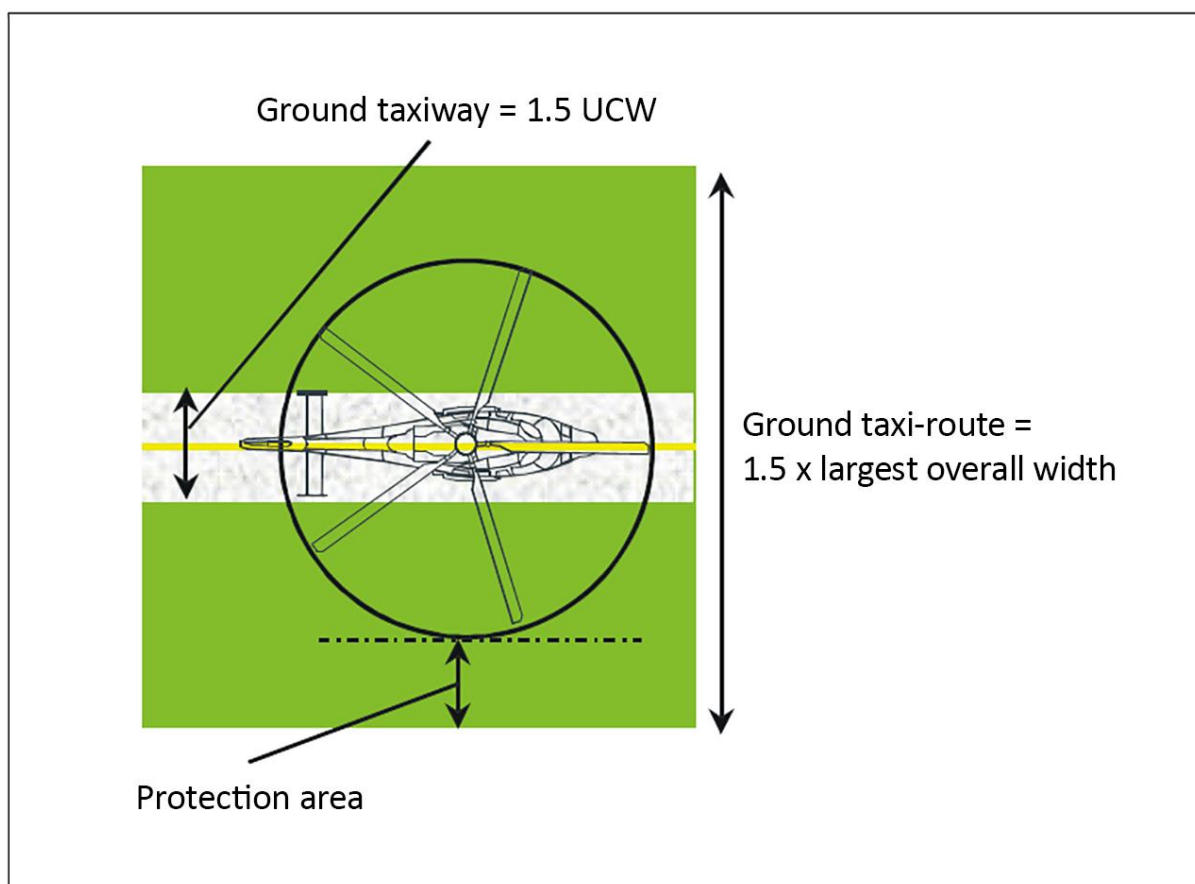 Ground taxiway = 1.5 UCW
Ground taxi-route =
1.5 x largest overall width
Protection area